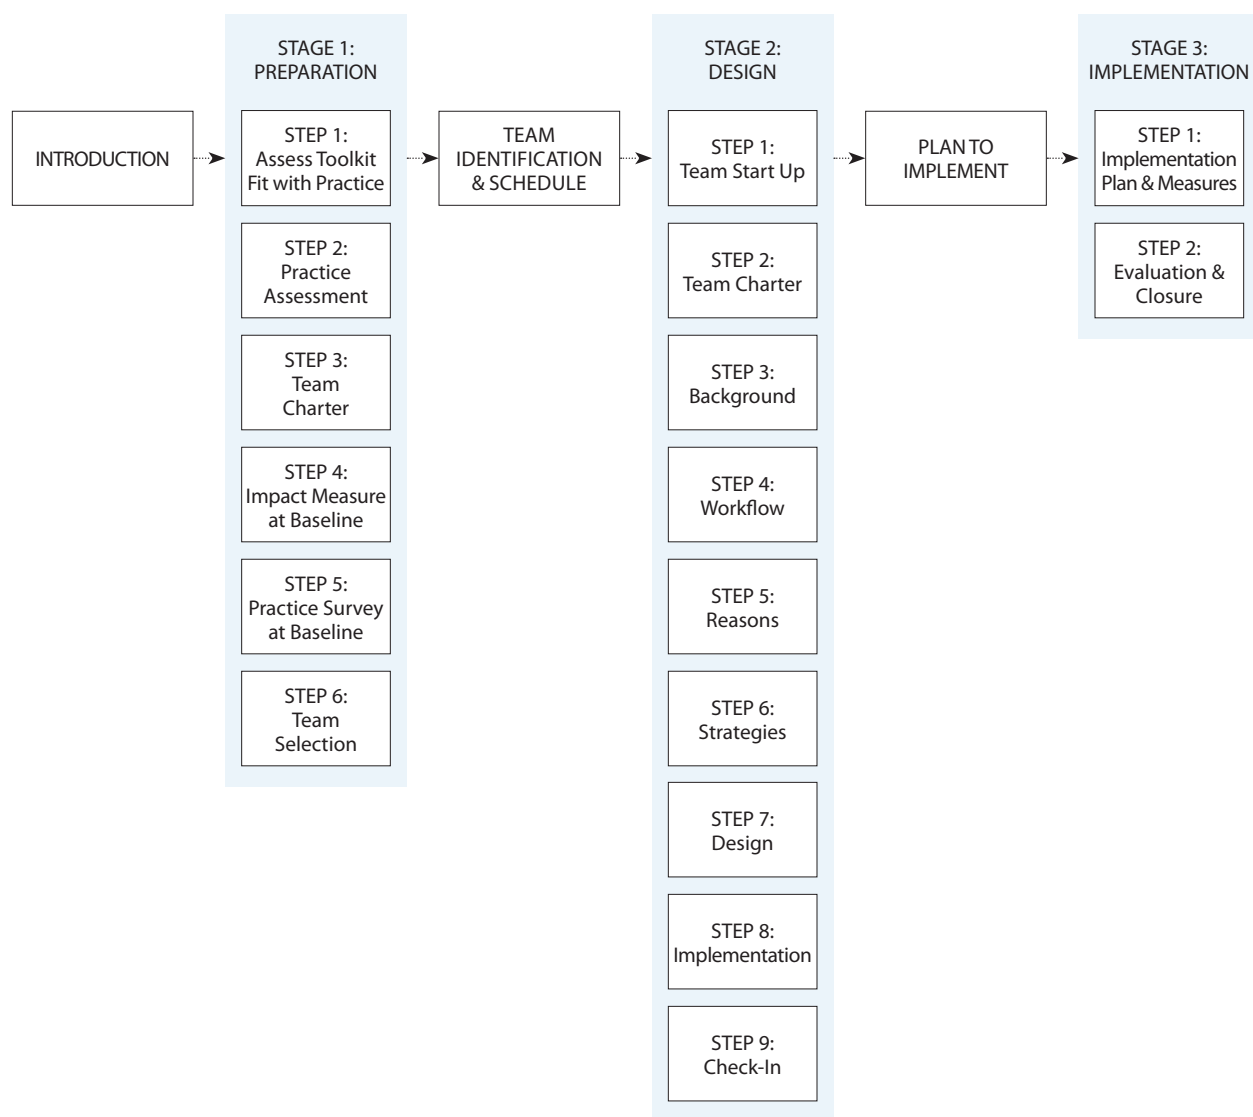 INTRODUCTION
STAGE 1:
PREPARATION
STEP 1:
Assess Toolkit
Fit with Practice
STEP 2:
Practice
Assessment
STEP 3:
Team
Charter
STEP 4:
Impact Measure
at Baseline
STEP 5:
Practice Survey
at Baseline
STEP 6:
Team
Selection
TEAM
IDENTIFICATION
& SCHEDULE
STAGE 2:
DESIGN
STEP 1:
Team Start Up
STEP 2:
Team Charter
STEP 3:
Background
STEP 4:
Workflow
STEP 5:
Reasons
STEP 6:
Strategies
STEP 7:
Design
STEP 8:
Implementation
STEP 9:
Check-In
PLAN TO
IMPLEMENT
STAGE 3:
IMPLEMENTATION
STEP 1:
Implementation
Plan & Measures
STEP 2:
Evaluation &
Closure